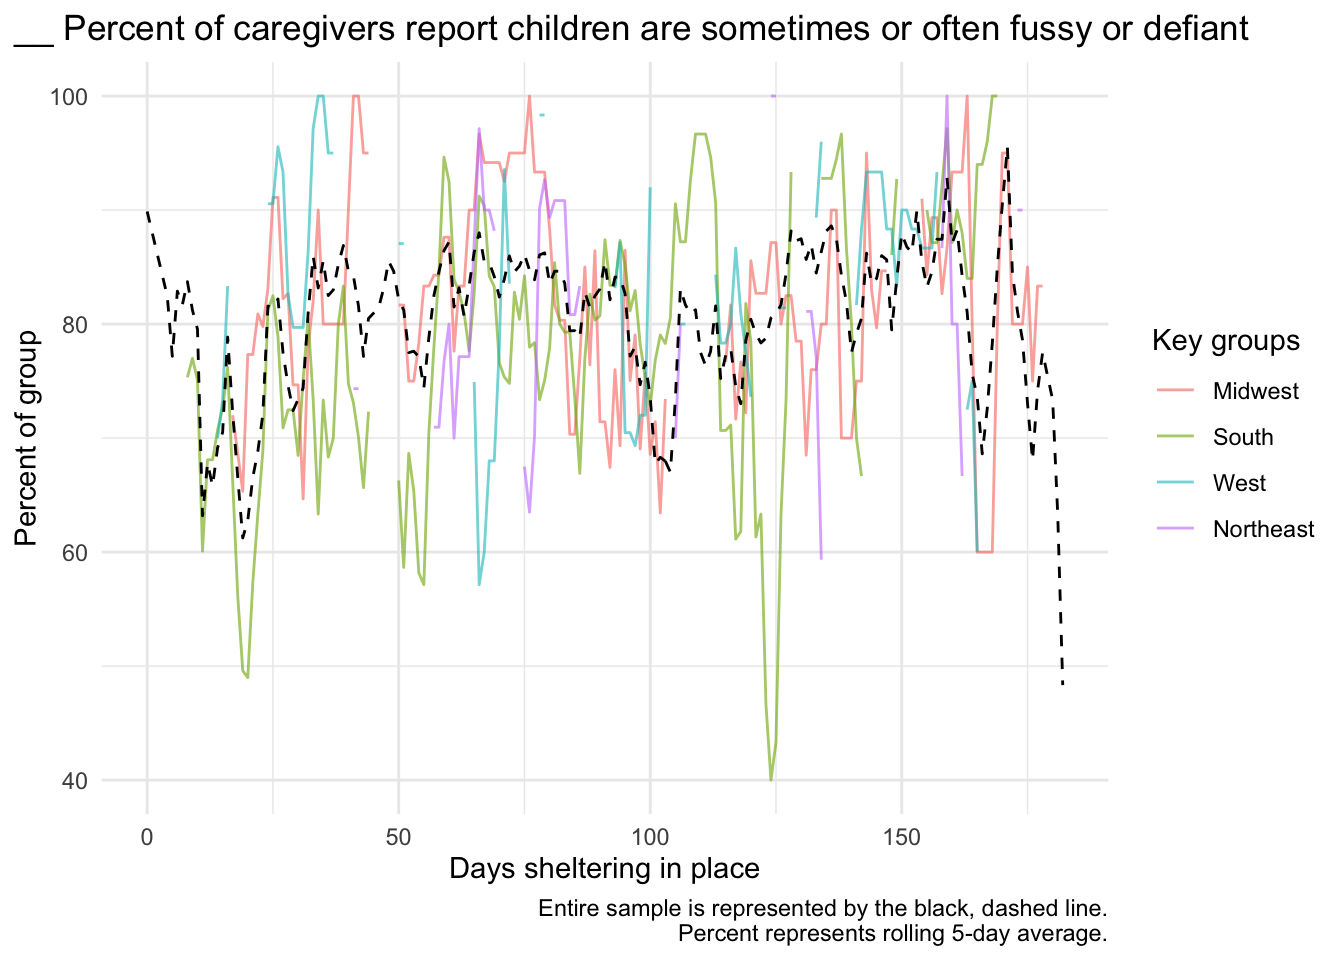 __ Percent of caregivers report children are sometimes or often fussy or defiant
Percent of group
100
80
60
40
0
50
100
150
Days sheltering in place
Key groups
Midwest
South
West
Northeast
Entire sample is represented by the black, dashed line.
Percent represents rolling 5-day average.